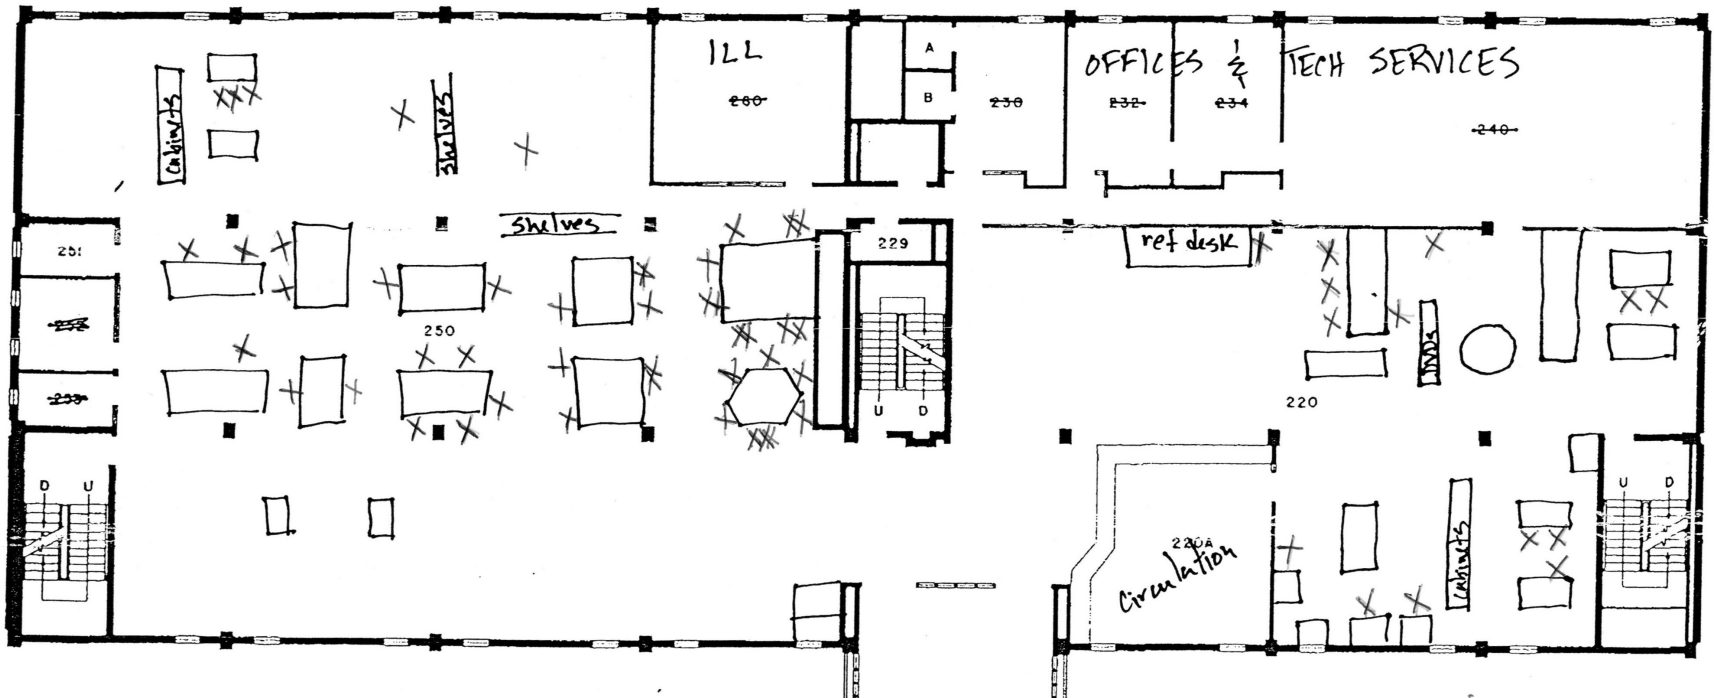 ILL
OFFICES & TECH SERVICES
A
B
260
230
232
234
240
cabinets
shelves
shelves
251
252
253
250
229
ref desk
DVDs
220
U D
D U
U D
220A
Circulation
cabinets